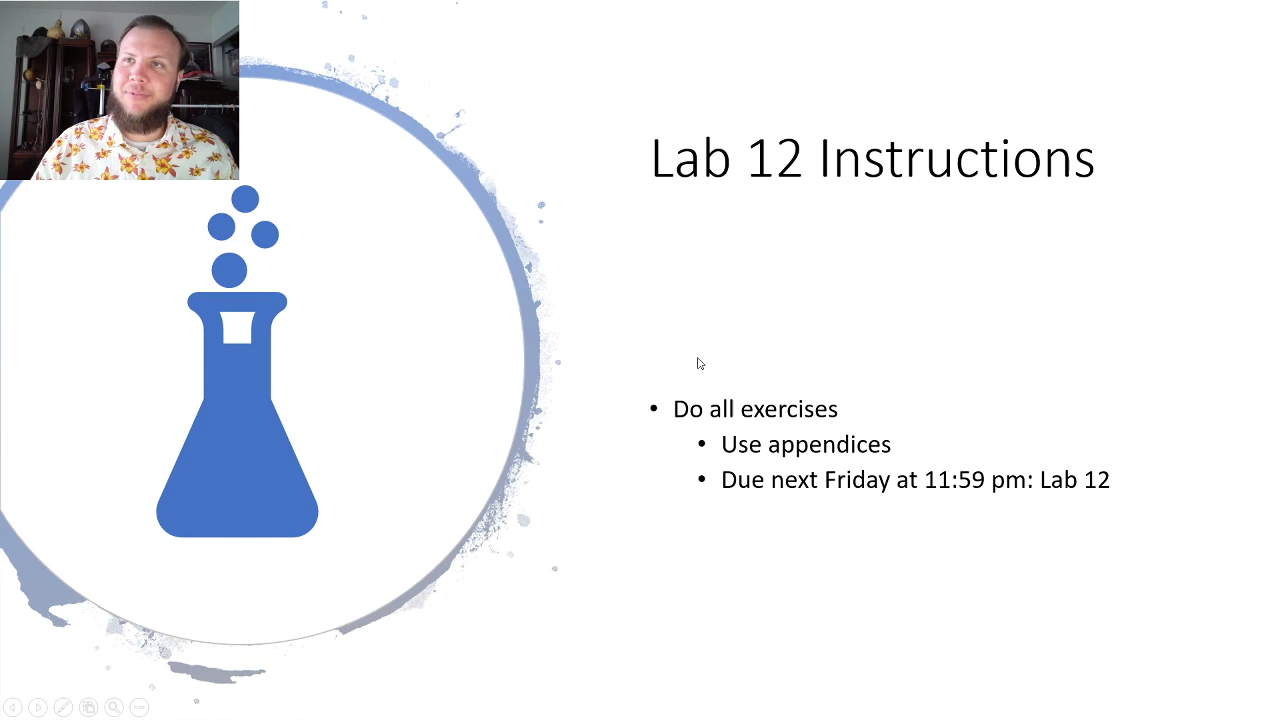 Lab 12 Instructions
• Do all exercises
• Use appendices
• Due next Friday at 11:59 pm: Lab 12